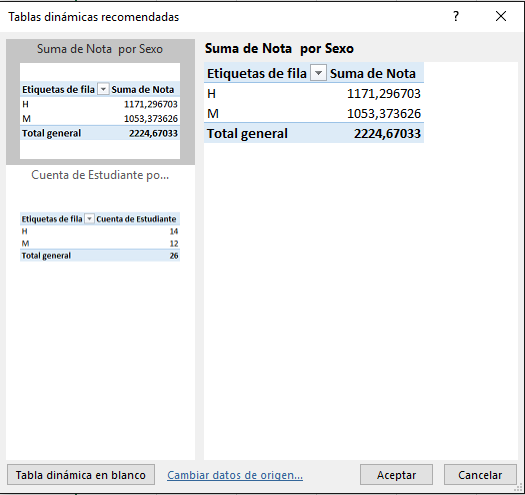 Tablas dinámicas recomendadas ? ×
Suma de Nota  por Sexo
Etiquetas de fila Suma de Nota
H 1171,296703
M 1053,373626
Total general 2224,67033
Cuenta de Estudiante po...
Etiquetas de fila Cuenta de Estudiante
H 14
M 12
Total general 26
Suma de Nota  por Sexo
Etiquetas de fila Suma de Nota
H 1171,296703
M 1053,373626
Total general 2224,67033
Tabla dinámica en blanco Cambiar datos de origen... Aceptar Cancelar